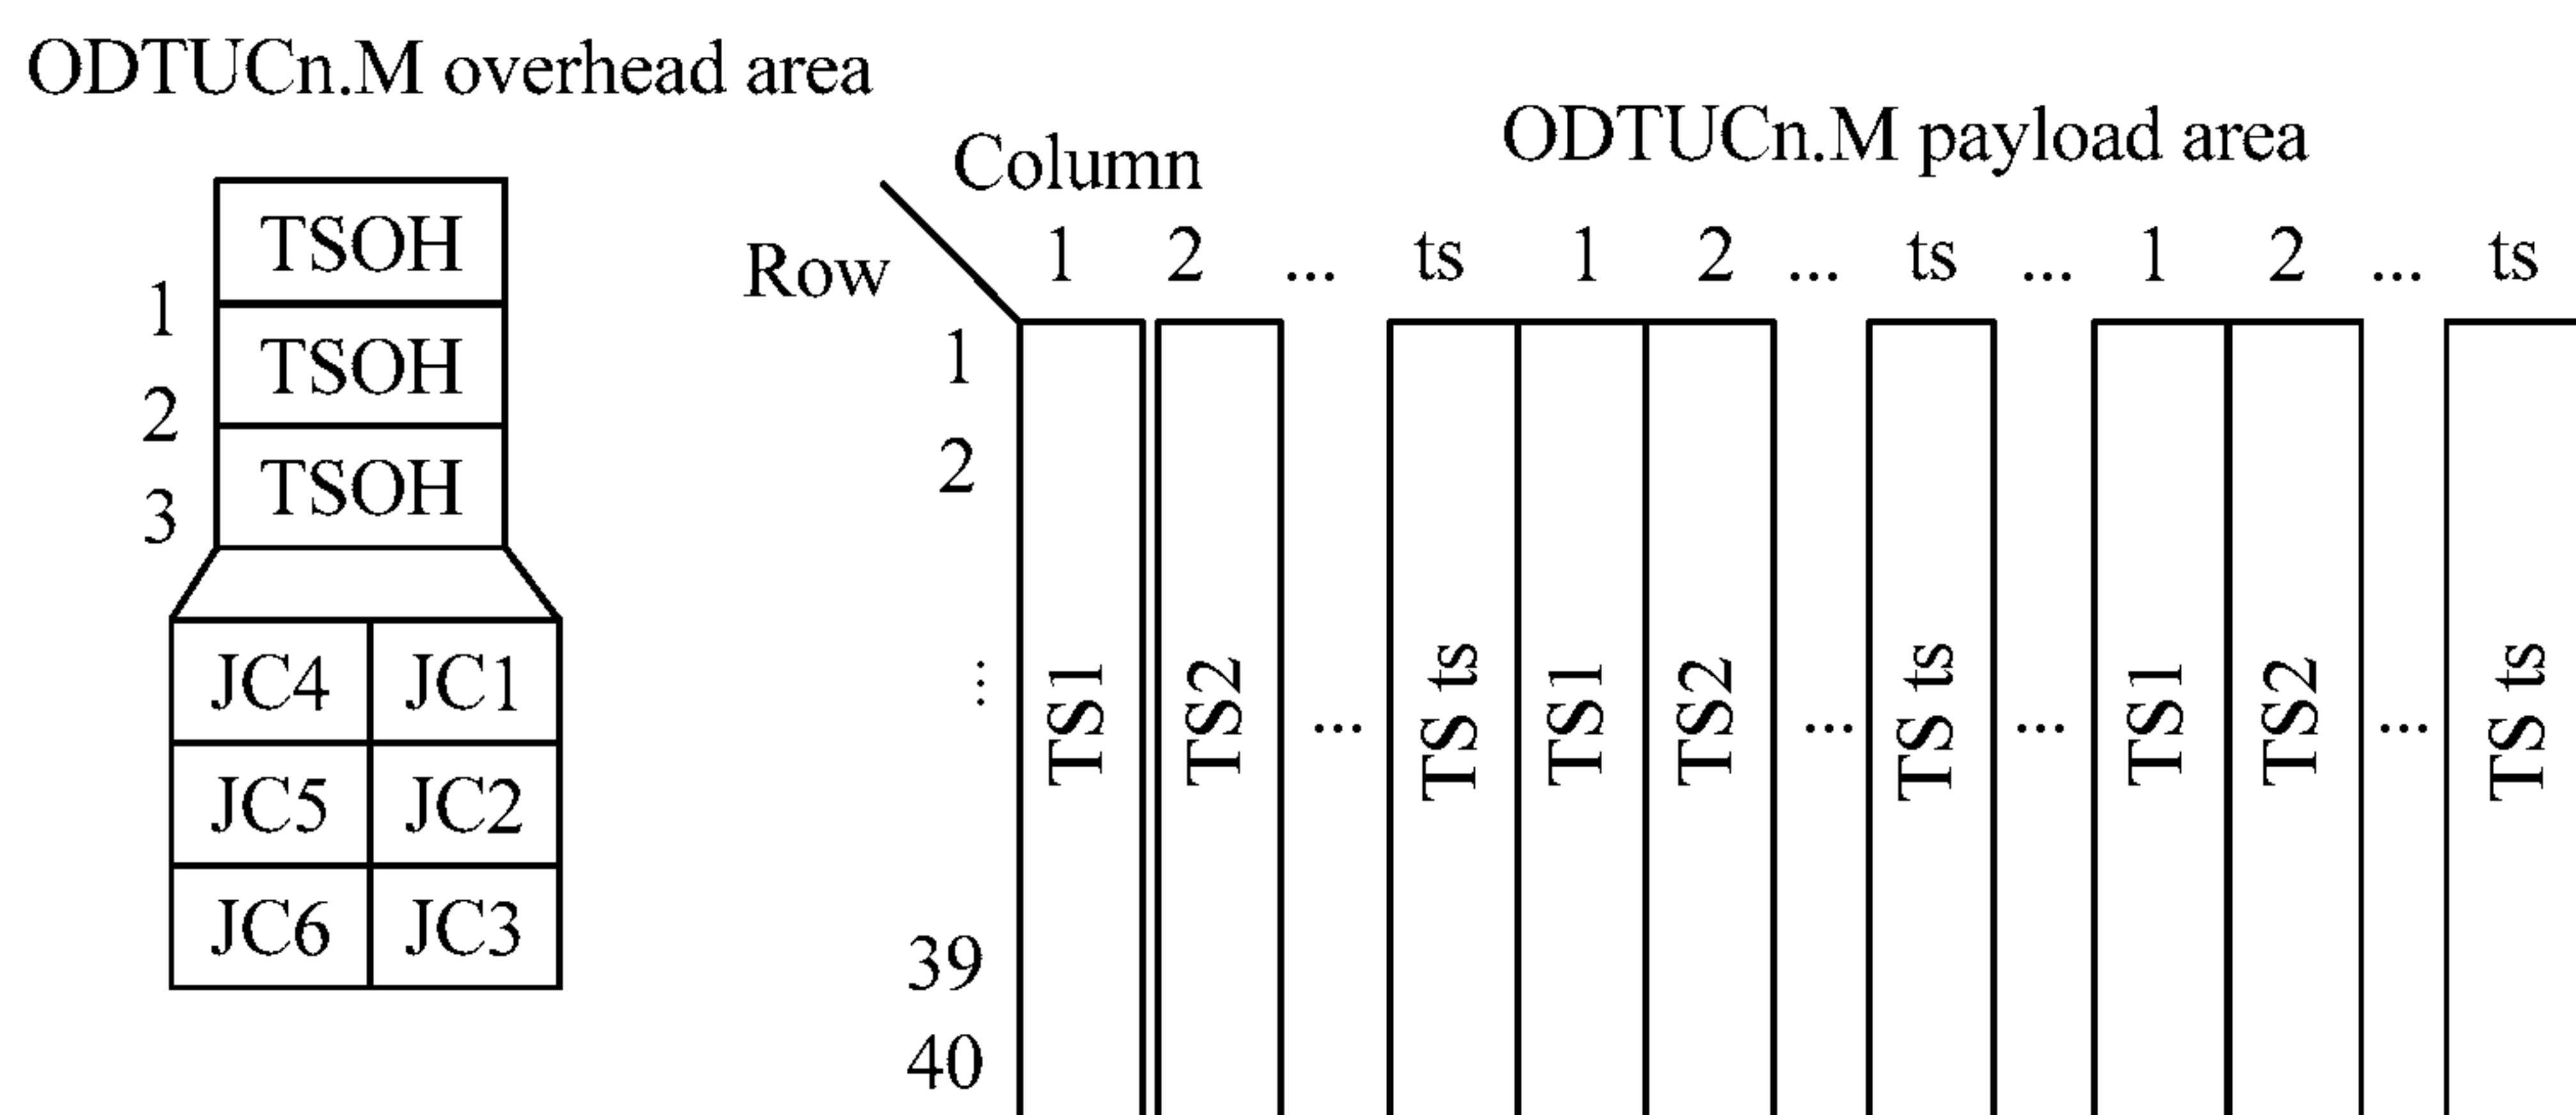 ODTUCn.M overhead area
TSOH
1
TSOH
2
TSOH
3
JC4 JC1
JC5 JC2
JC6 JC3
ODTUCn.M payload area
Column
Row
1 2 ... ts 1 2 ... ts ... 1 2 ... ts
1
2
⋮
39
40
TS1 TS2 ... TS ts TS1 TS2 ... TS ts ... TS1 TS2 ... TS ts